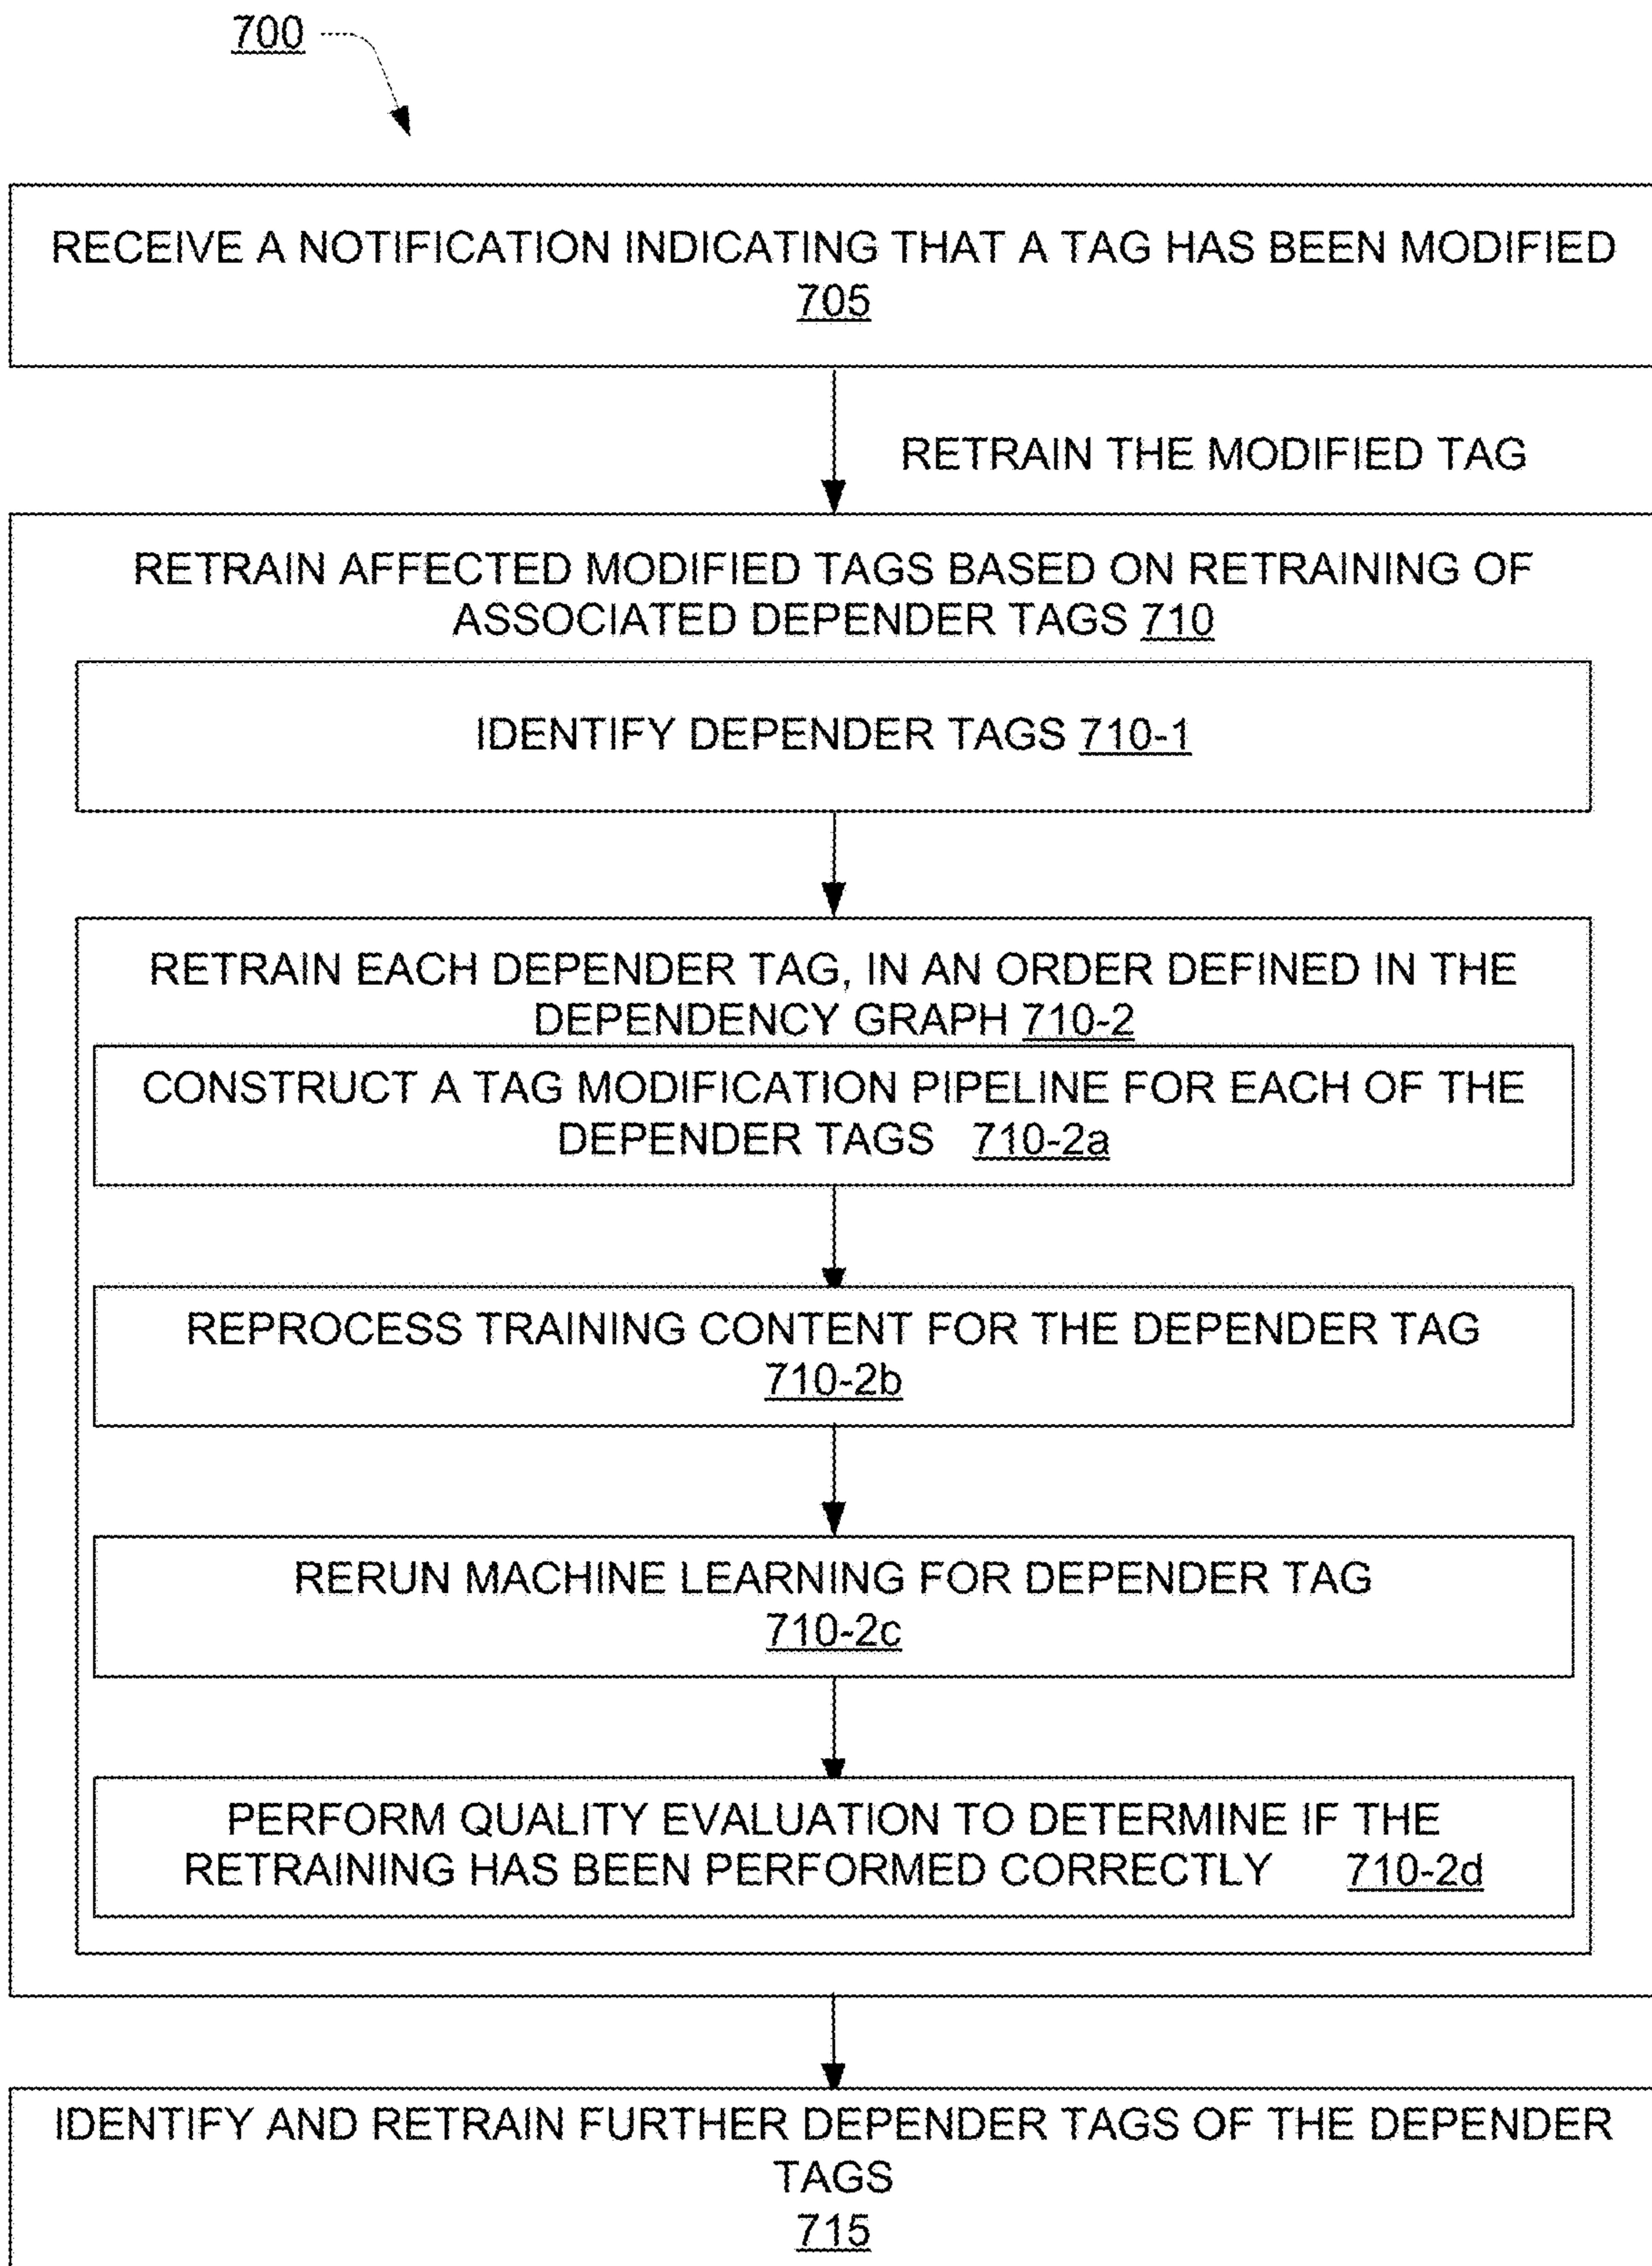 700
RECEIVE A NOTIFICATION INDICATING THAT A TAG HAS BEEN MODIFIED
705
RETRAIN THE MODIFIED TAG
RETRAIN AFFECTED MODIFIED TAGS BASED ON RETRAINING OF
ASSOCIATED DEPENDER TAGS 710
IDENTIFY DEPENDER TAGS 710-1
RETRAIN EACH DEPENDER TAG, IN AN ORDER DEFINED IN THE
DEPENDENCY GRAPH 710-2
CONSTRUCT A TAG MODIFICATION PIPELINE FOR EACH OF THE
DEPENDER TAGS 710-2a
REPROCESS TRAINING CONTENT FOR THE DEPENDER TAG
710-2b
RERUN MACHINE LEARNING FOR DEPENDER TAG
710-2c
PERFORM QUALITY EVALUATION TO DETERMINE IF THE
RETRAINING HAS BEEN PERFORMED CORRECTLY 710-2d
IDENTIFY AND RETRAIN FURTHER DEPENDER TAGS OF THE DEPENDER
TAGS
715